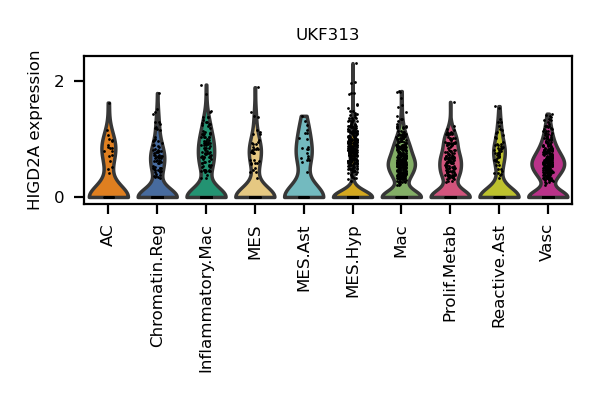 UKF313
HIGD2A expression
2
0
AC
Chromatin.Reg
Inflammatory.Mac
MES
MES.Ast
MES.Hyp
Mac
Prolif.Metab
Reactive.Ast
Vasc